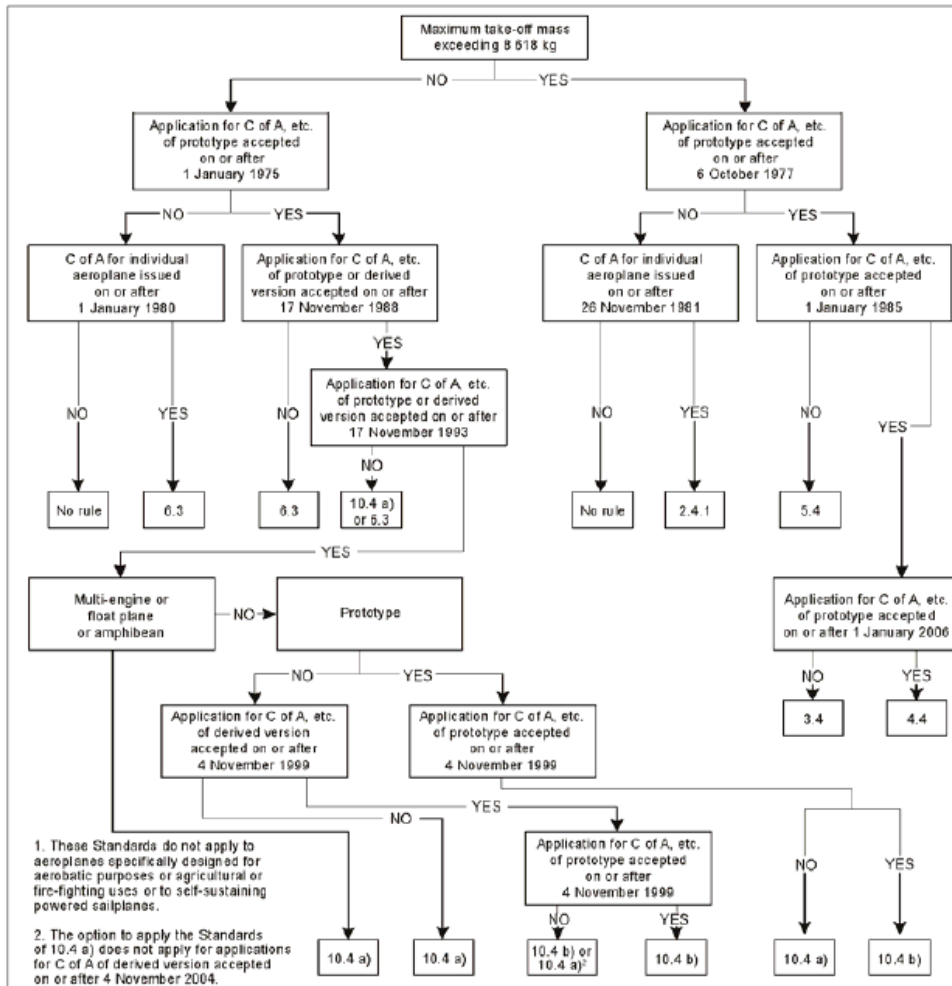 Maximum take-off mass
exceeding 8 618 kg
NO
YES
Application for C of A, etc.
of prototype accepted
on or after
1 January 1975
Application for C of A, etc.
of prototype accepted
on or after
6 October 1977
NO
YES
NO
YES
C of A for individual
aeroplane issued
on or after
1 January 1980
Application for C of A, etc.
of prototype or derived
version accepted on or after
17 November 1988
C of A for individual
aeroplane issued
on or after
26 November 1981
Application for C of A, etc.
of prototype accepted
on or after
1 January 1985
YES
Application for C of A, etc.
of prototype or derived
version accepted on or after
17 November 1993
NO
YES
NO
NO
NO
YES
NO
YES
No rule
6.3
6.3
10.4 a)
or 6.3
No rule
2.4.1
5.4
YES
Multi-engine or
float plane
or amphibean
NO
Prototype
Application for C of A, etc.
of prototype accepted
on or after 1 January 2006
NO
YES
NO
YES
3.4
4.4
Application for C of A, etc.
of derived version
accepted on or after
4 November 1999
Application for C of A, etc.
of prototype accepted
on or after
4 November 1999
YES
NO
Application for C of A, etc.
of prototype accepted
on or after
4 November 1999
NO
YES
NO
YES
1. These Standards do not apply to
aeroplanes specifically designed for
aerobatic purposes or agricultural or
fire-fighting uses or to self-sustaining
powered sailplanes.
2. The option to apply the Standards
of 10.4 a) does not apply for applications
for C of A of derived version accepted
on or after 4 November 2004.
10.4 a)
10.4 a)
10.4 b) or
10.4 a)²
10.4 b)
10.4 a)
10.4 b)